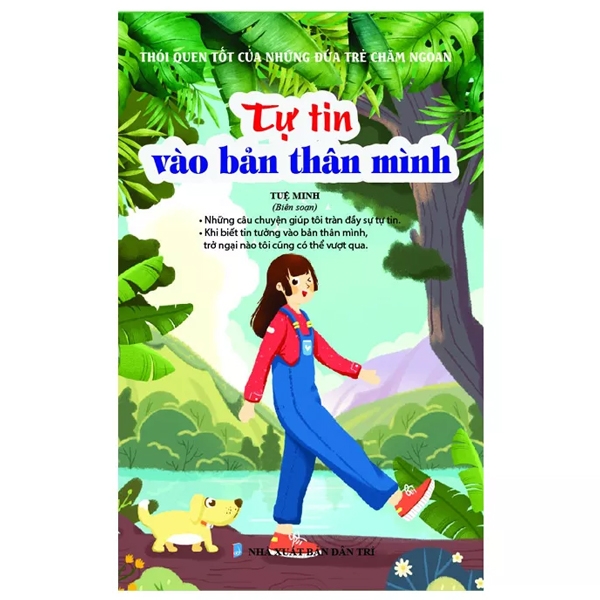 THÓI QUEN TỐT CỦA NHỮNG ĐỨA TRẺ CHĂM NGOAN
Tự tin
vào bản thân mình
TUỆ MINH
(Biên soạn)
• Những câu chuyện giúp tôi tràn đầy sự tự tin.
• Khi biết tin tưởng vào bản thân mình,
trở ngại nào tôi cũng có thể vượt qua.
NHÀ XUẤT BẢN DÂN TRÍ